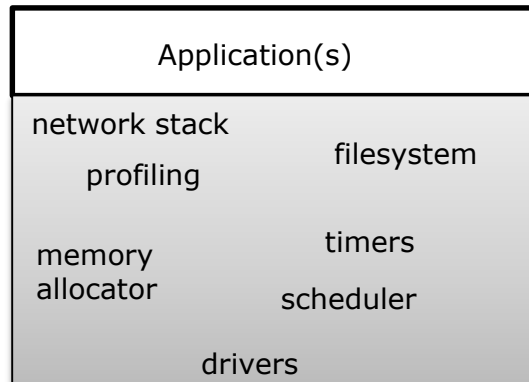 Application(s)
network stack
filesystem
profiling
timers
memory
allocator
scheduler
drivers